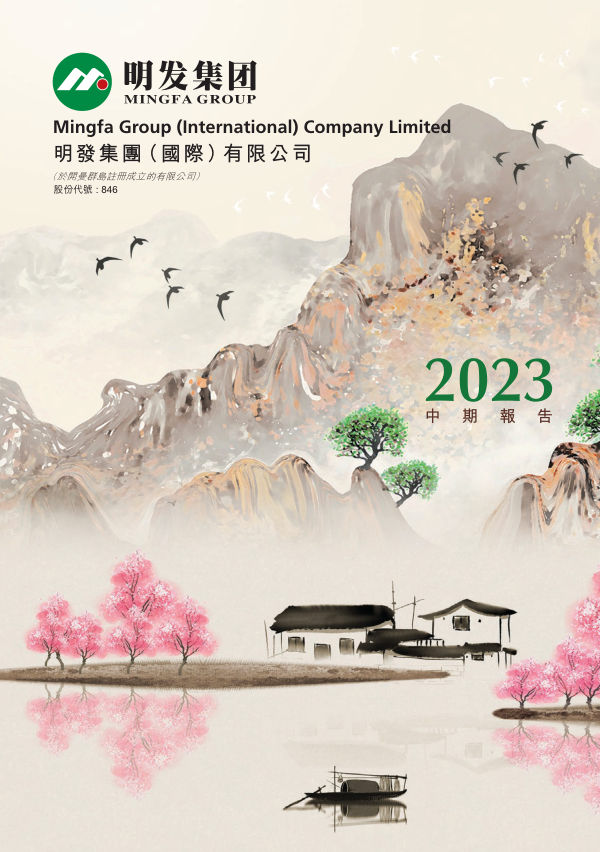 明发集团
MINGFA GROUP
Mingfa Group (International) Company Limited
明發集團（國際）有限公司
（於開曼群島註冊成立的有限公司）
股份代號 : 846
2023
中期報告